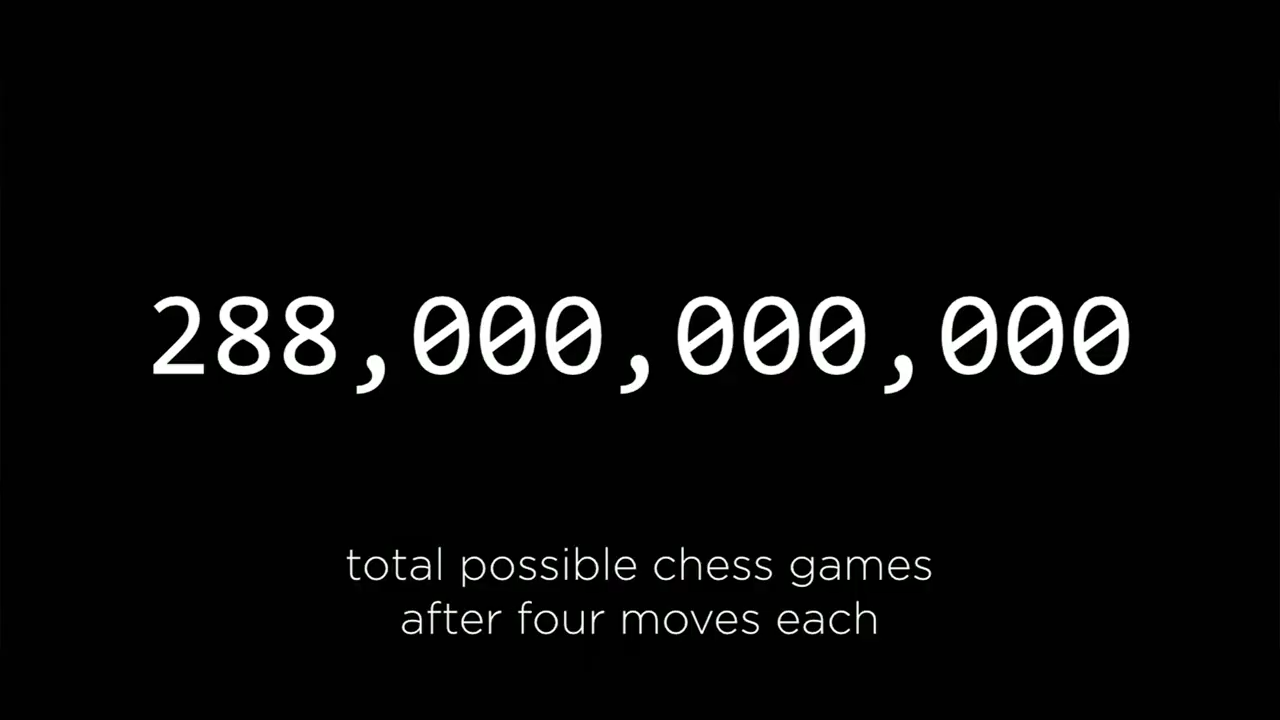 288,000,000,000
total possible chess games
after four moves each